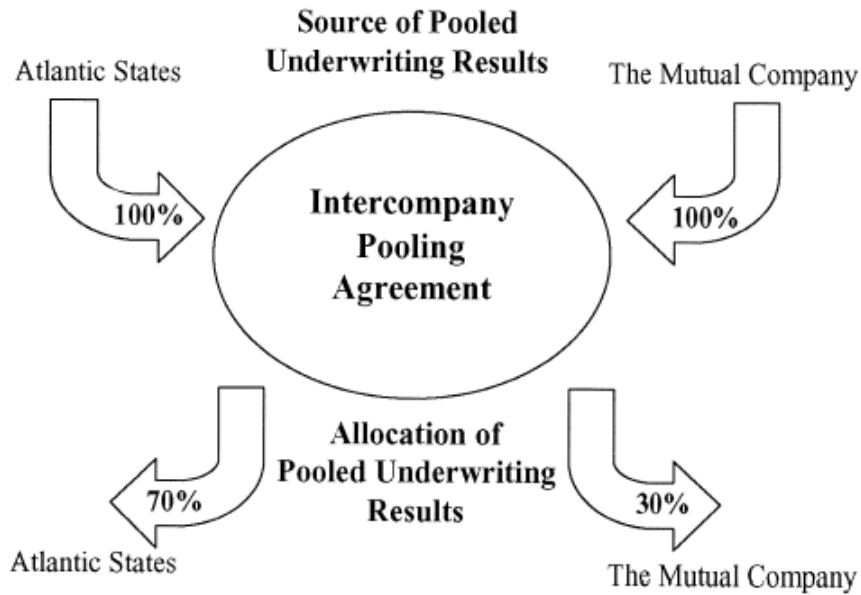 Source of Pooled
Underwriting Results
Atlantic States
The Mutual Company
100%
100%
Intercompany
Pooling
Agreement
Allocation of
Pooled Underwriting
Results
70%
30%
Atlantic States
The Mutual Company